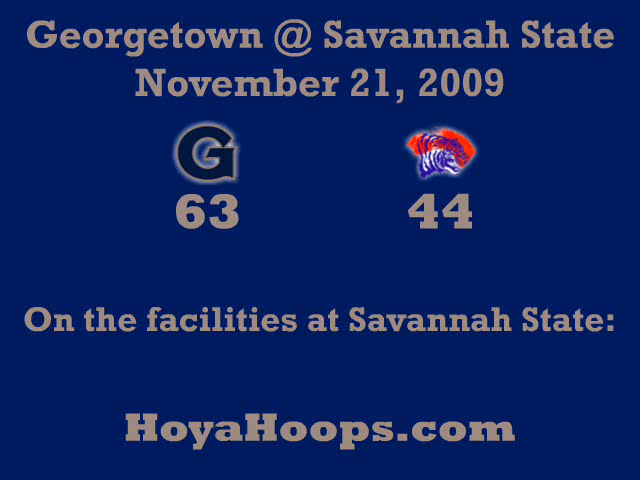 Georgetown @ Savannah State
November 21, 2009
G
63 44
On the facilities at Savannah State:
HoyaHoops.com